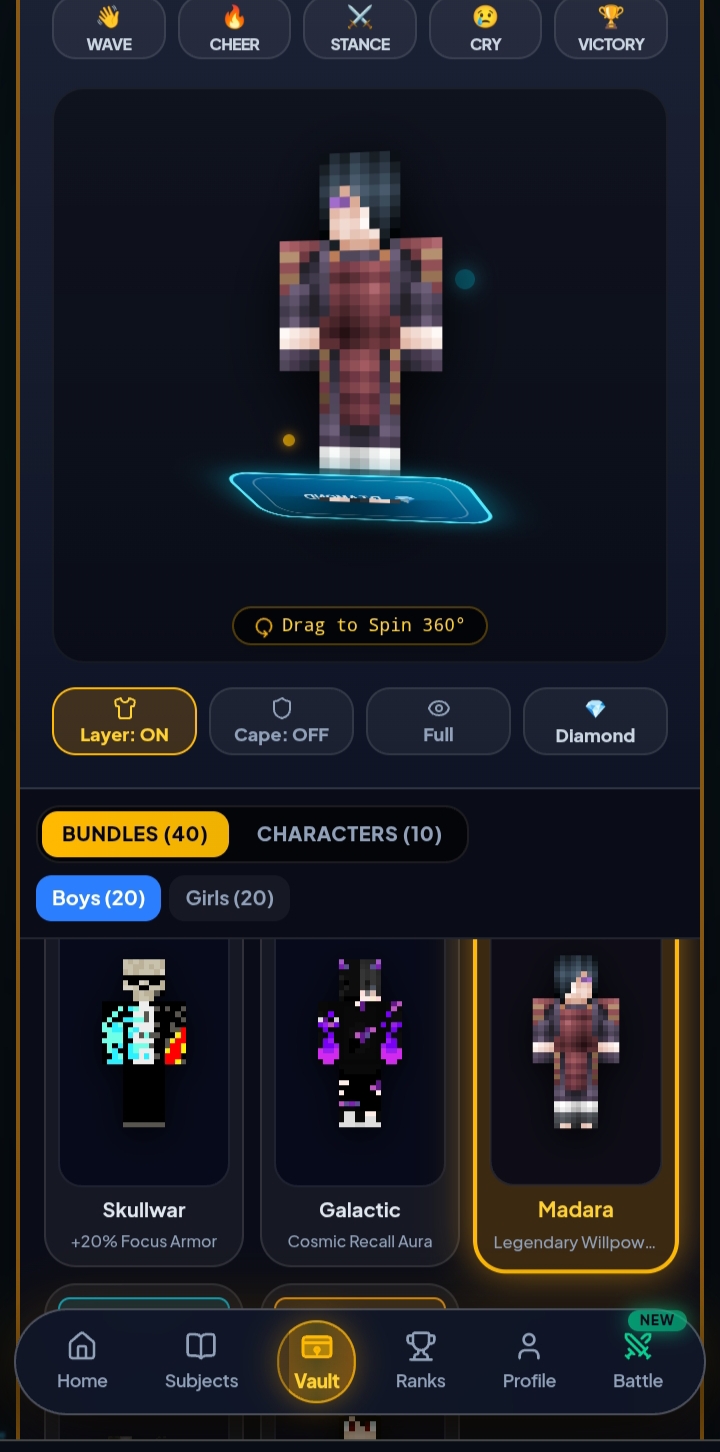 WAVE
CHEER
STANCE
CRY
VICTORY
Drag to Spin 360°
Layer: ON
Cape: OFF
Full
Diamond
BUNDLES (40)
CHARACTERS (10)
Boys (20)
Girls (20)
Skullwar
Galactic
Madara
+20% Focus Armor
Cosmic Recall Aura
Legendary Willpow...
NEW
Home
Subjects
Vault
Ranks
Profile
Battle